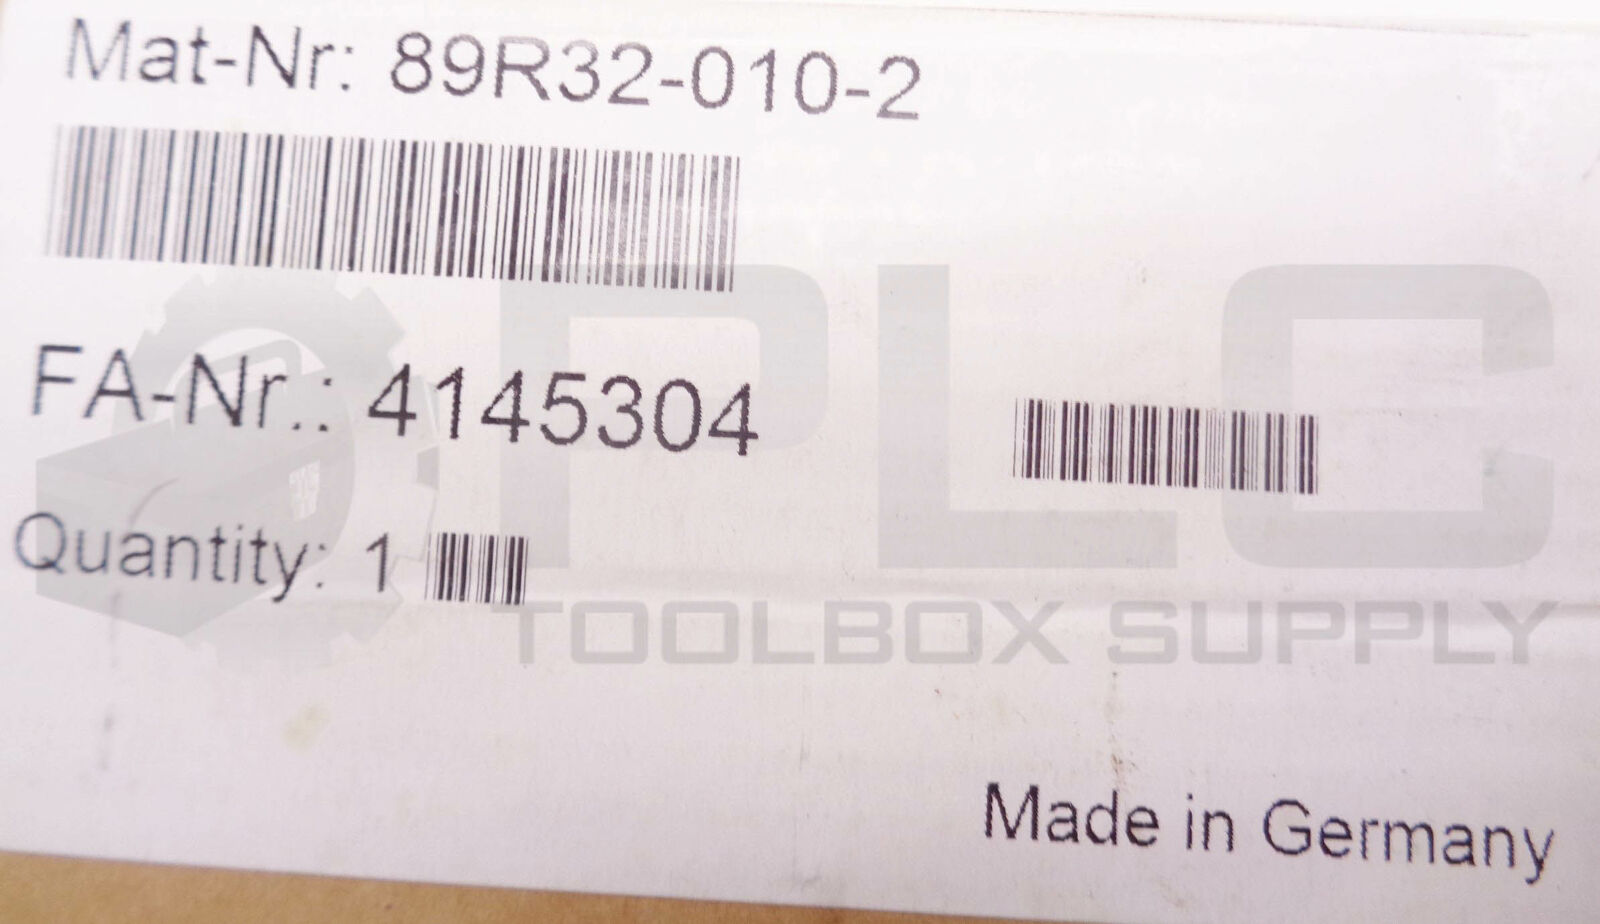 Mat-Nr: 89R32-010-2
FA-Nr.: 4145304
Quantity: 1
PLC
TOOLBOX SUPPLY
Made in Germany